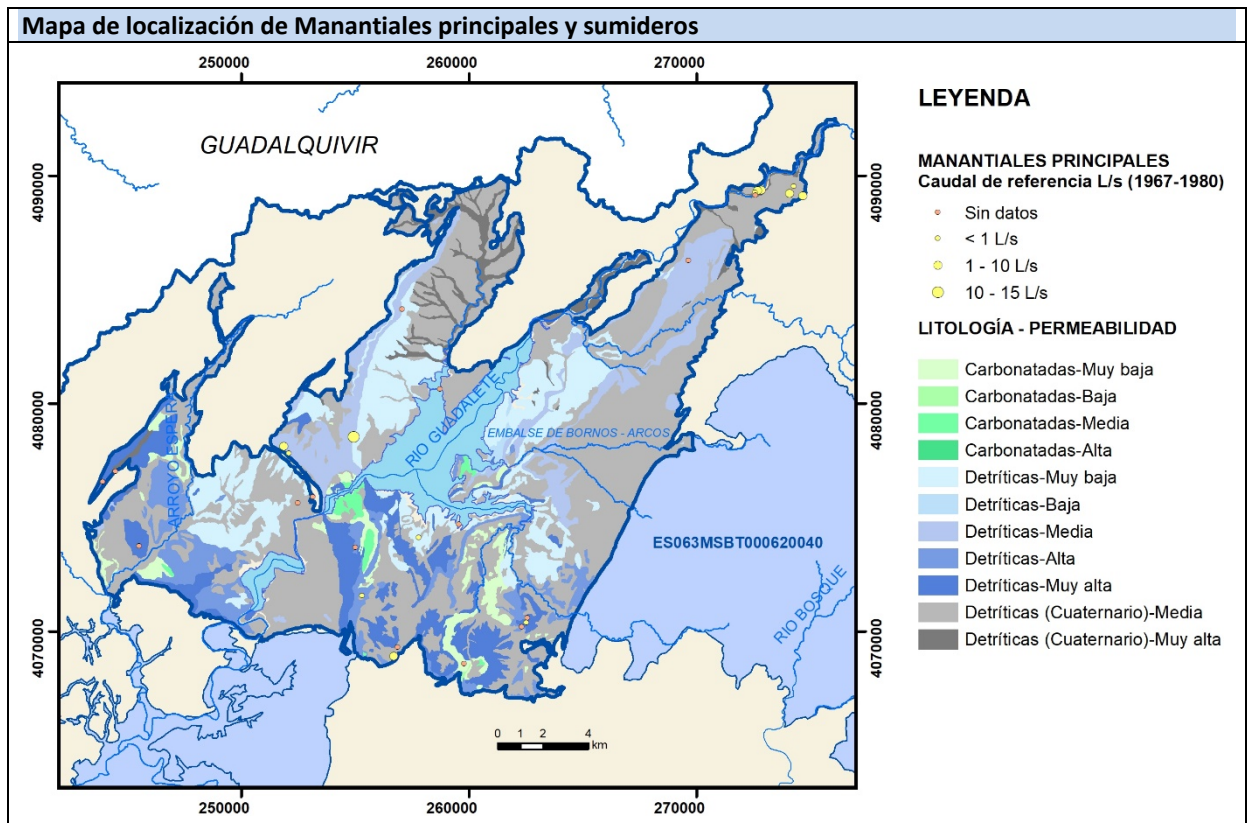 Mapa de localización de Manantiales principales y sumideros
250000 260000 270000
GUADALQUIVIR
4090000 4090000
4080000 4080000
4070000 4070000
ARROYO ESPERA
RÍO GUADALETE
EMBALSE DE BORNOS - ARCOS
ES063MSBT000620040
RÍO BOSQUE
0 1 2 4
km
250000 260000 270000
LEYENDA
MANANTIALES PRINCIPALES
Caudal de referencia L/s (1967-1980)
Sin datos
< 1 L/s
1 - 10 L/s
10 - 15 L/s
LITOLOGÍA - PERMEABILIDAD
Carbonatadas-Muy baja
Carbonatadas-Baja
Carbonatadas-Media
Carbonatadas-Alta
Detríticas-Muy baja
Detríticas-Baja
Detríticas-Media
Detríticas-Alta
Detríticas-Muy alta
Detríticas (Cuaternario)-Media
Detríticas (Cuaternario)-Muy alta